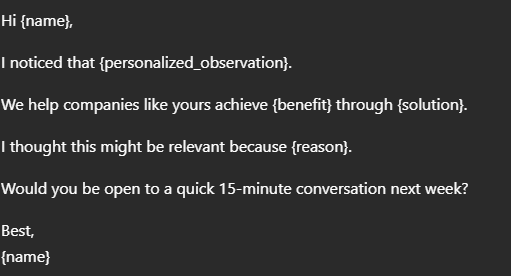 Hi {name},
I noticed that {personalized_observation}.
We help companies like yours achieve {benefit} through {solution}.
I thought this might be relevant because {reason}.
Would you be open to a quick 15-minute conversation next week?
Best,
{name}